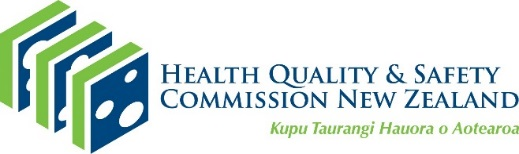 HEALTH QUALITY & SAFETY
COMMISSION NEW ZEALAND
Kupu Taurangi Hauora o Aotearoa